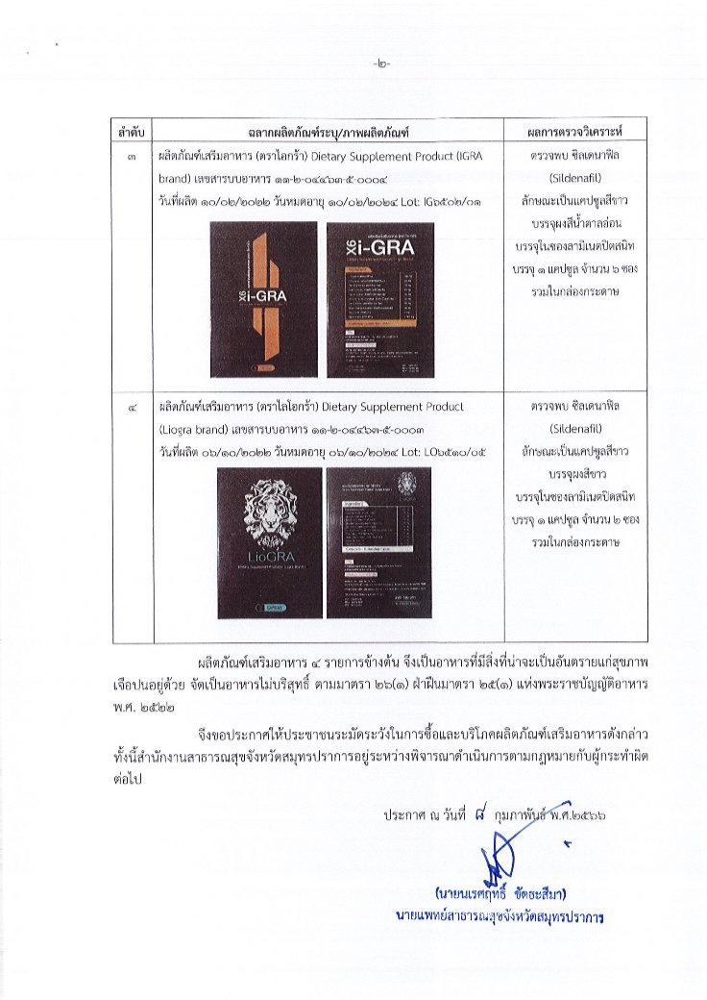 -๒-
ลำดับ ฉลากผลิตภัณฑ์ระบุ/ภาพผลิตภัณฑ์ ผลการตรวจวิเคราะห์
๓
ผลิตภัณฑ์เสริมอาหาร (ตราไอกร้า) Dietary Supplement Product (IGRA
brand) เลขสารบบอาหาร ๑๑-๒-๐๔๔๖๓-๕-๐๐๐๔
วันที่ผลิต ๑๐/๐๒/๒๐๒๒ วันหมดอายุ ๑๐/๐๒/๒๐๒๔ Lot: IG๖๕๐๒/๐๑
X6 i-GRA
X6 i-GRA
ตรวจพบ ซิลเดนาฟิล
(Sildenafil)
ลักษณะเป็นแคปซูลสีขาว
บรรจุผงสีน้ำตาลอ่อน
บรรจุในซองลามิเนตปิดสนิท
บรรจุ ๑ แคปซูล จำนวน ๖ ซอง
รวมในกล่องกระดาษ
๔
ผลิตภัณฑ์เสริมอาหาร (ตราไลโอกร้า) Dietary Supplement Product
(Liogra brand) เลขสารบบอาหาร ๑๑-๒-๐๔๔๖๓-๕-๐๐๐๓
วันที่ผลิต ๐๖/๑๐/๒๐๒๒ วันหมดอายุ ๐๖/๑๐/๒๐๒๔ Lot: LO๖๕๑๐/๐๕
LioGRA
LIOGRA
ตรวจพบ ซิลเดนาฟิล
(Sildenafil)
ลักษณะเป็นแคปซูลสีขาว
บรรจุผงสีขาว
บรรจุในซองลามิเนตปิดสนิท
บรรจุ ๑ แคปซูล จำนวน ๒ ซอง
รวมในกล่องกระดาษ
ผลิตภัณฑ์เสริมอาหาร ๔ รายการข้างต้น จึงเป็นอาหารที่มีสิ่งที่น่าจะเป็นอันตรายแก่สุขภาพ
เจือปนอยู่ด้วย จัดเป็นอาหารไม่บริสุทธิ์ ตามมาตรา ๒๖(๑) ฝ่าฝืนมาตรา ๒๕(๑) แห่งพระราชบัญญัติอาหาร
พ.ศ. ๒๕๒๒
จึงขอประกาศให้ประชาชนระมัดระวังในการซื้อและบริโภคผลิตภัณฑ์เสริมอาหารดังกล่าว
ทั้งนี้สำนักงานสาธารณสุขจังหวัดสมุทรปราการอยู่ระหว่างพิจารณาดำเนินการตามกฎหมายกับผู้กระทำผิด
ต่อไป
ประกาศ ณ วันที่ ๘ กุมภาพันธ์ พ.ศ.๒๕๖๖
(นายนเรศฤทธิ์ ขัดธะสีมา)
นายแพทย์สาธารณสุขจังหวัดสมุทรปราการ